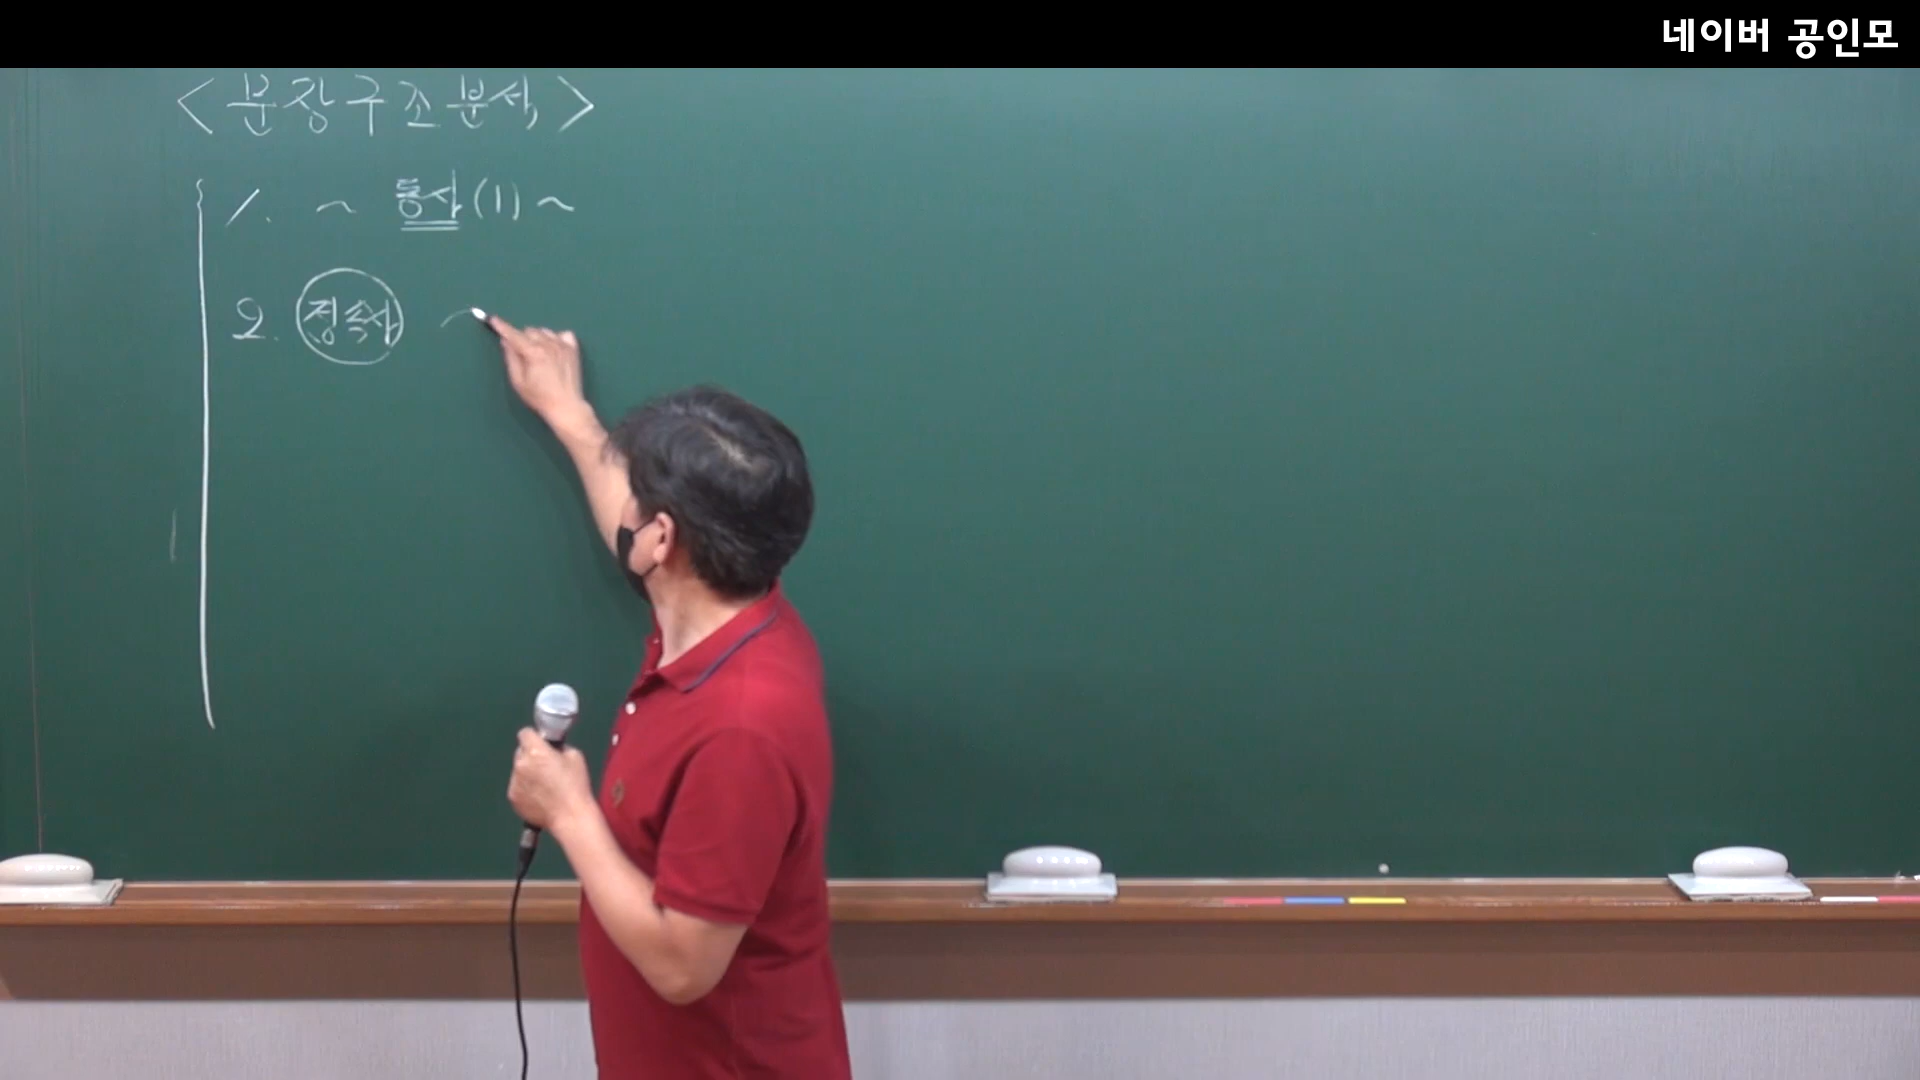 네이버 공인모
<문장구조분석>
1. ~ 동사(1) ~
2. 접속사 ~